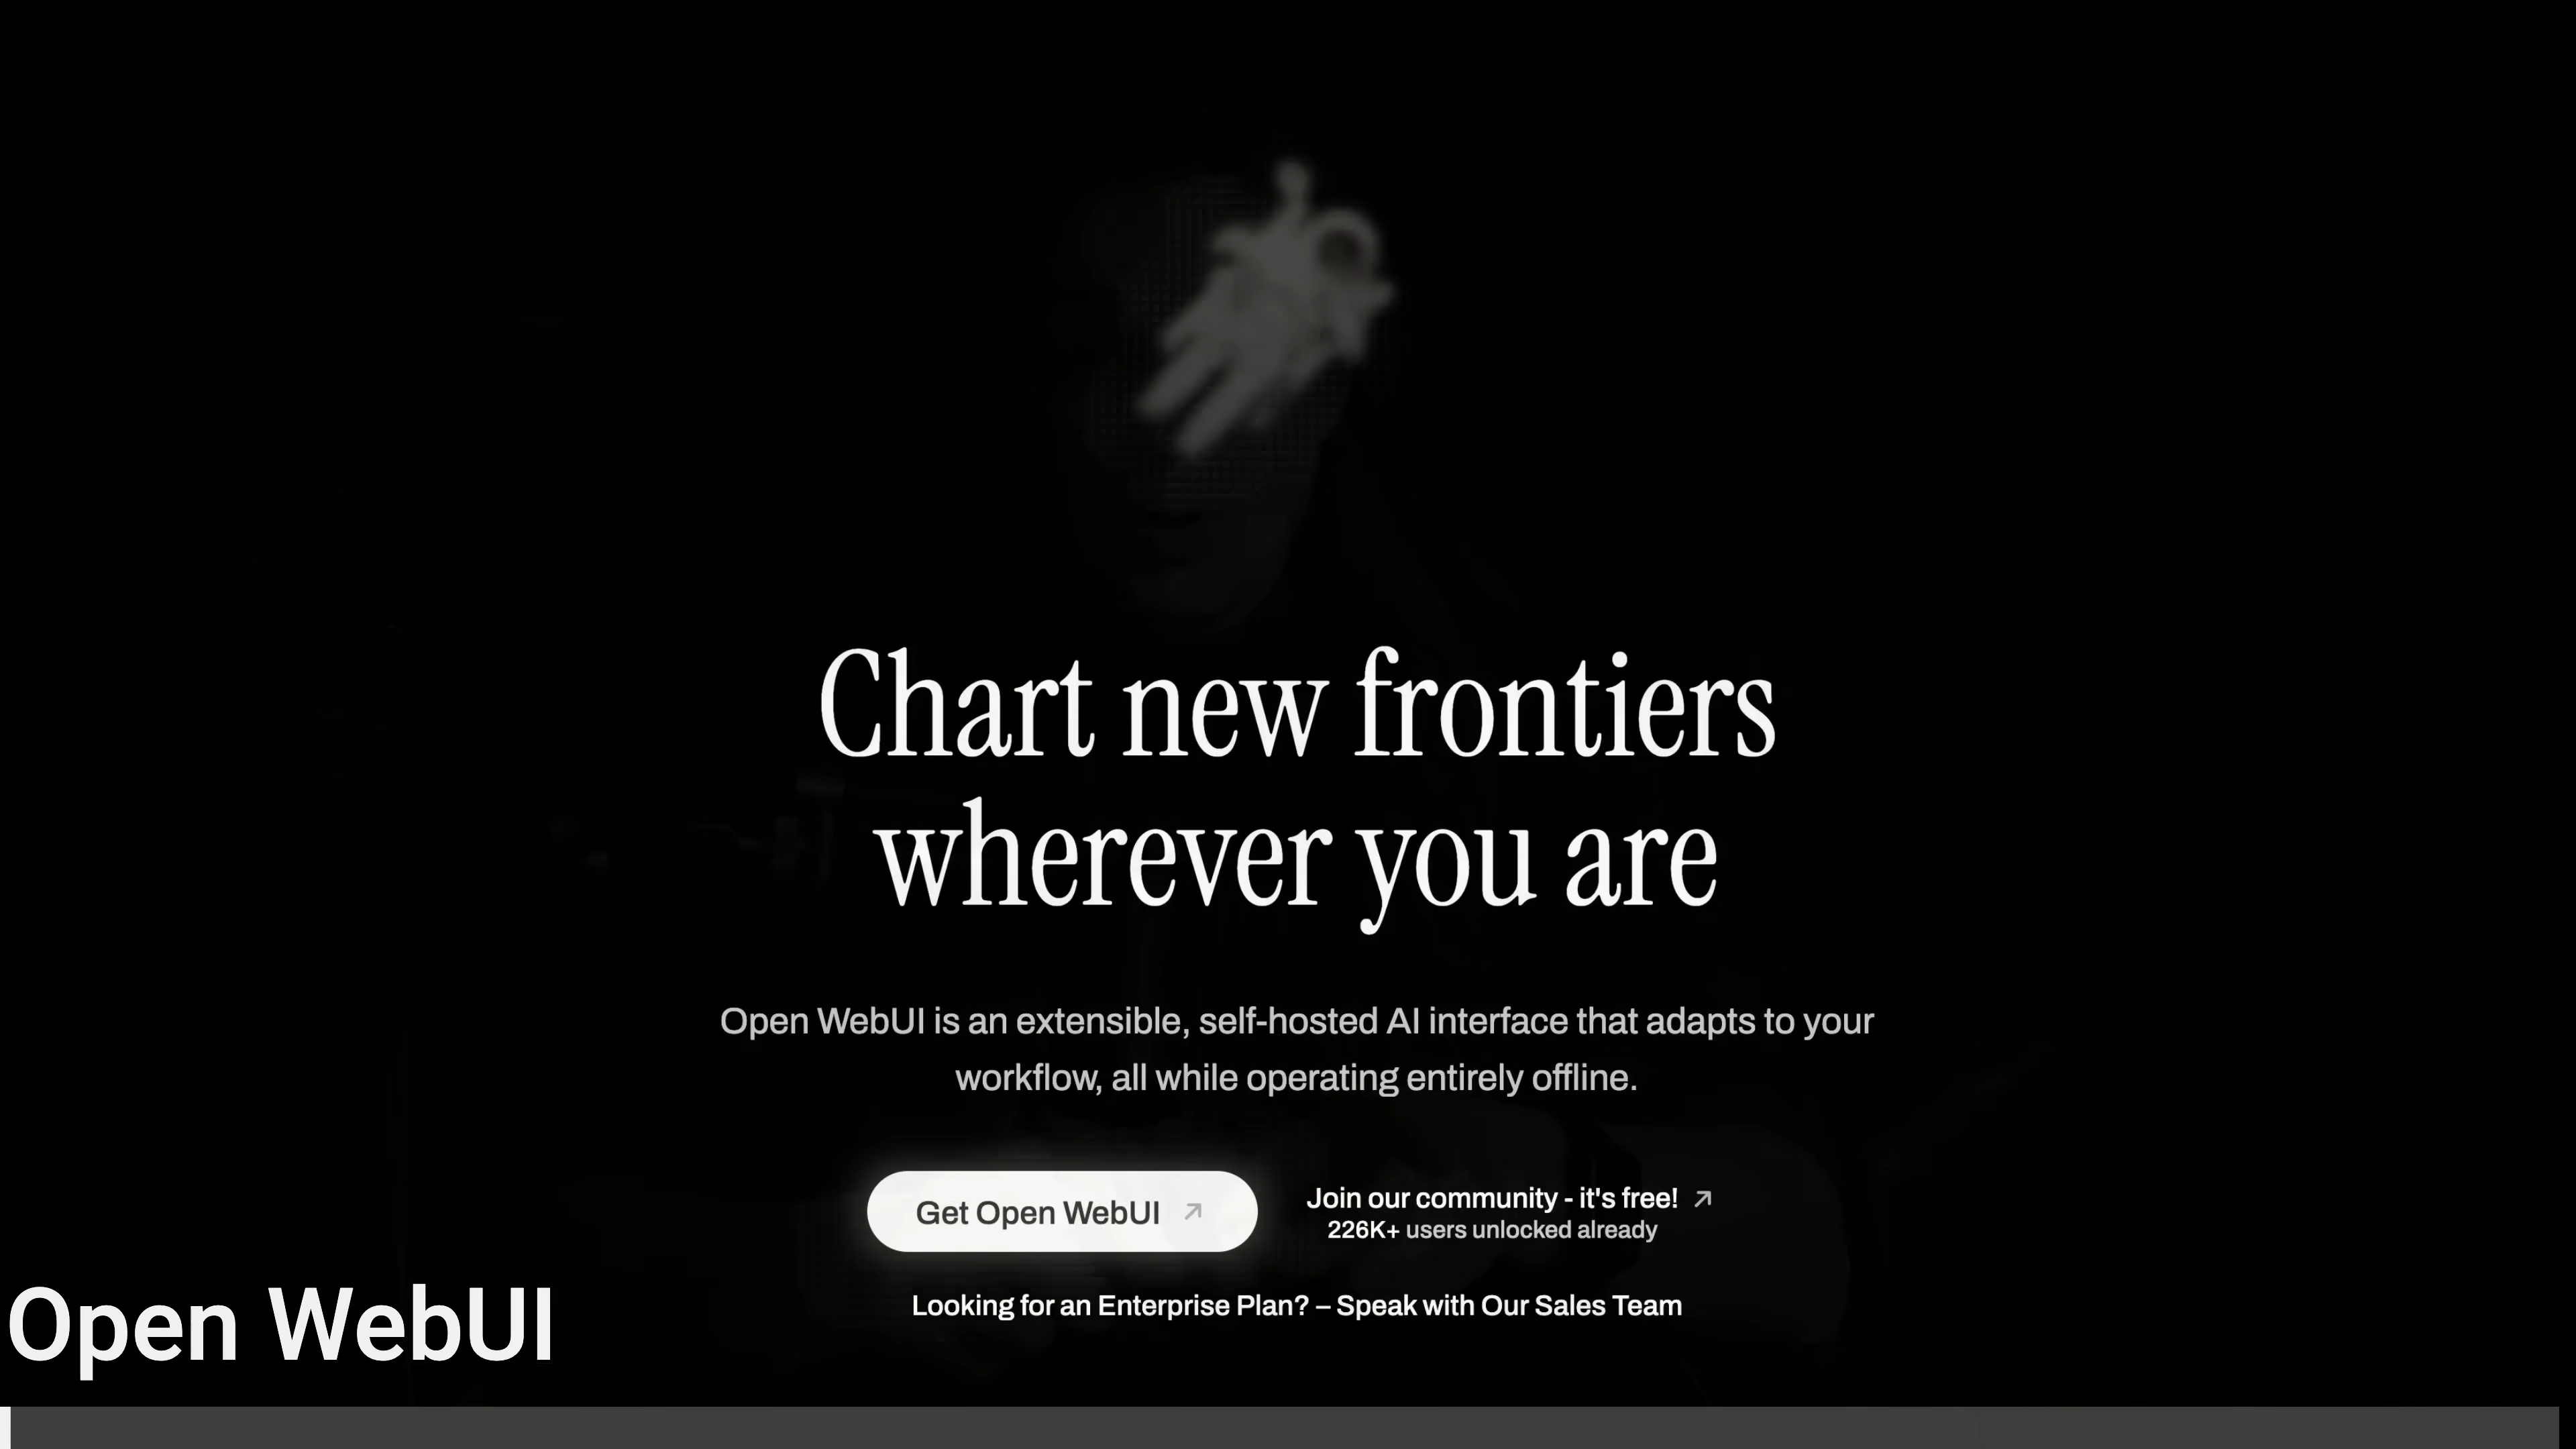 Chart new frontiers
wherever you are
Open WebUI is an extensible, self-hosted AI interface that adapts to your
workflow, all while operating entirely offline.
Get Open WebUI
Join our community - it's free!
226K+ users unlocked already
Looking for an Enterprise Plan? – Speak with Our Sales Team
Open WebUI